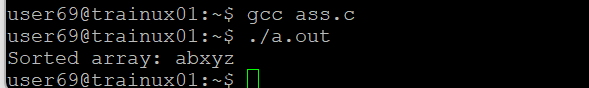 user69@trainux01:~$ gcc ass.c
user69@trainux01:~$ ./a.out
Sorted array: abxyz
user69@trainux01:~$